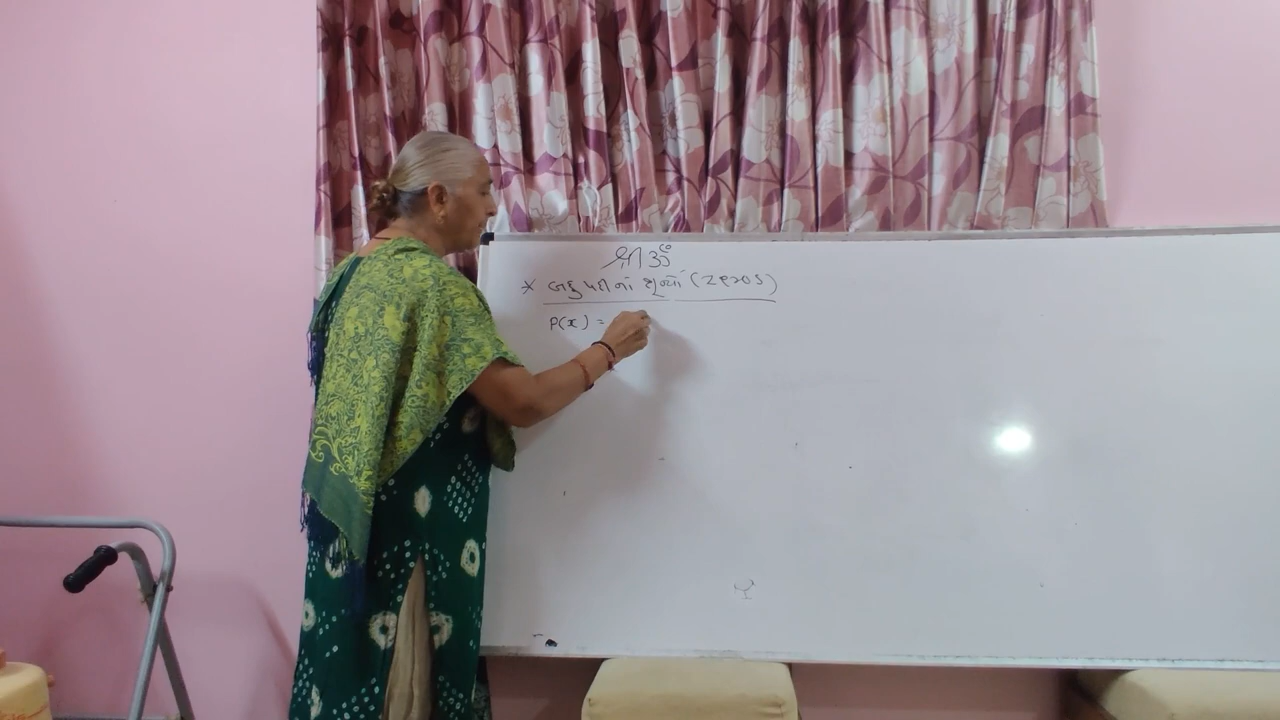 શ્રી ૐ
* બહુપદીનાં શૂન્યો (Zeros)
P(x) =